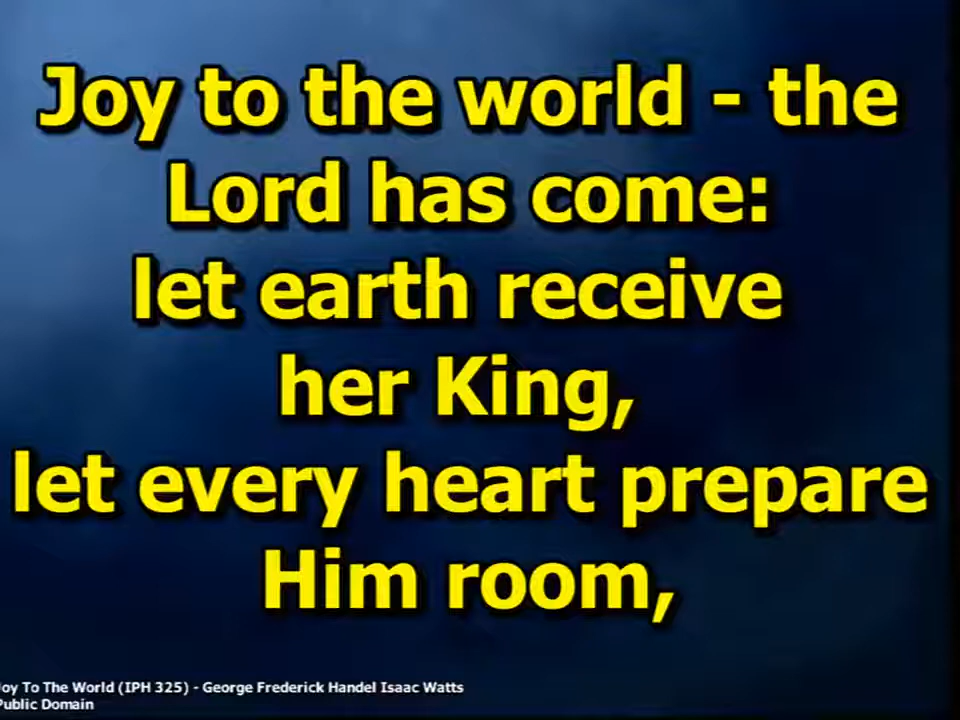 Joy to the world - the
Lord has come:
let earth receive
her King,
let every heart prepare
Him room,
Joy To The World (IPH 325) - George Frederick Handel Isaac Watts
Public Domain